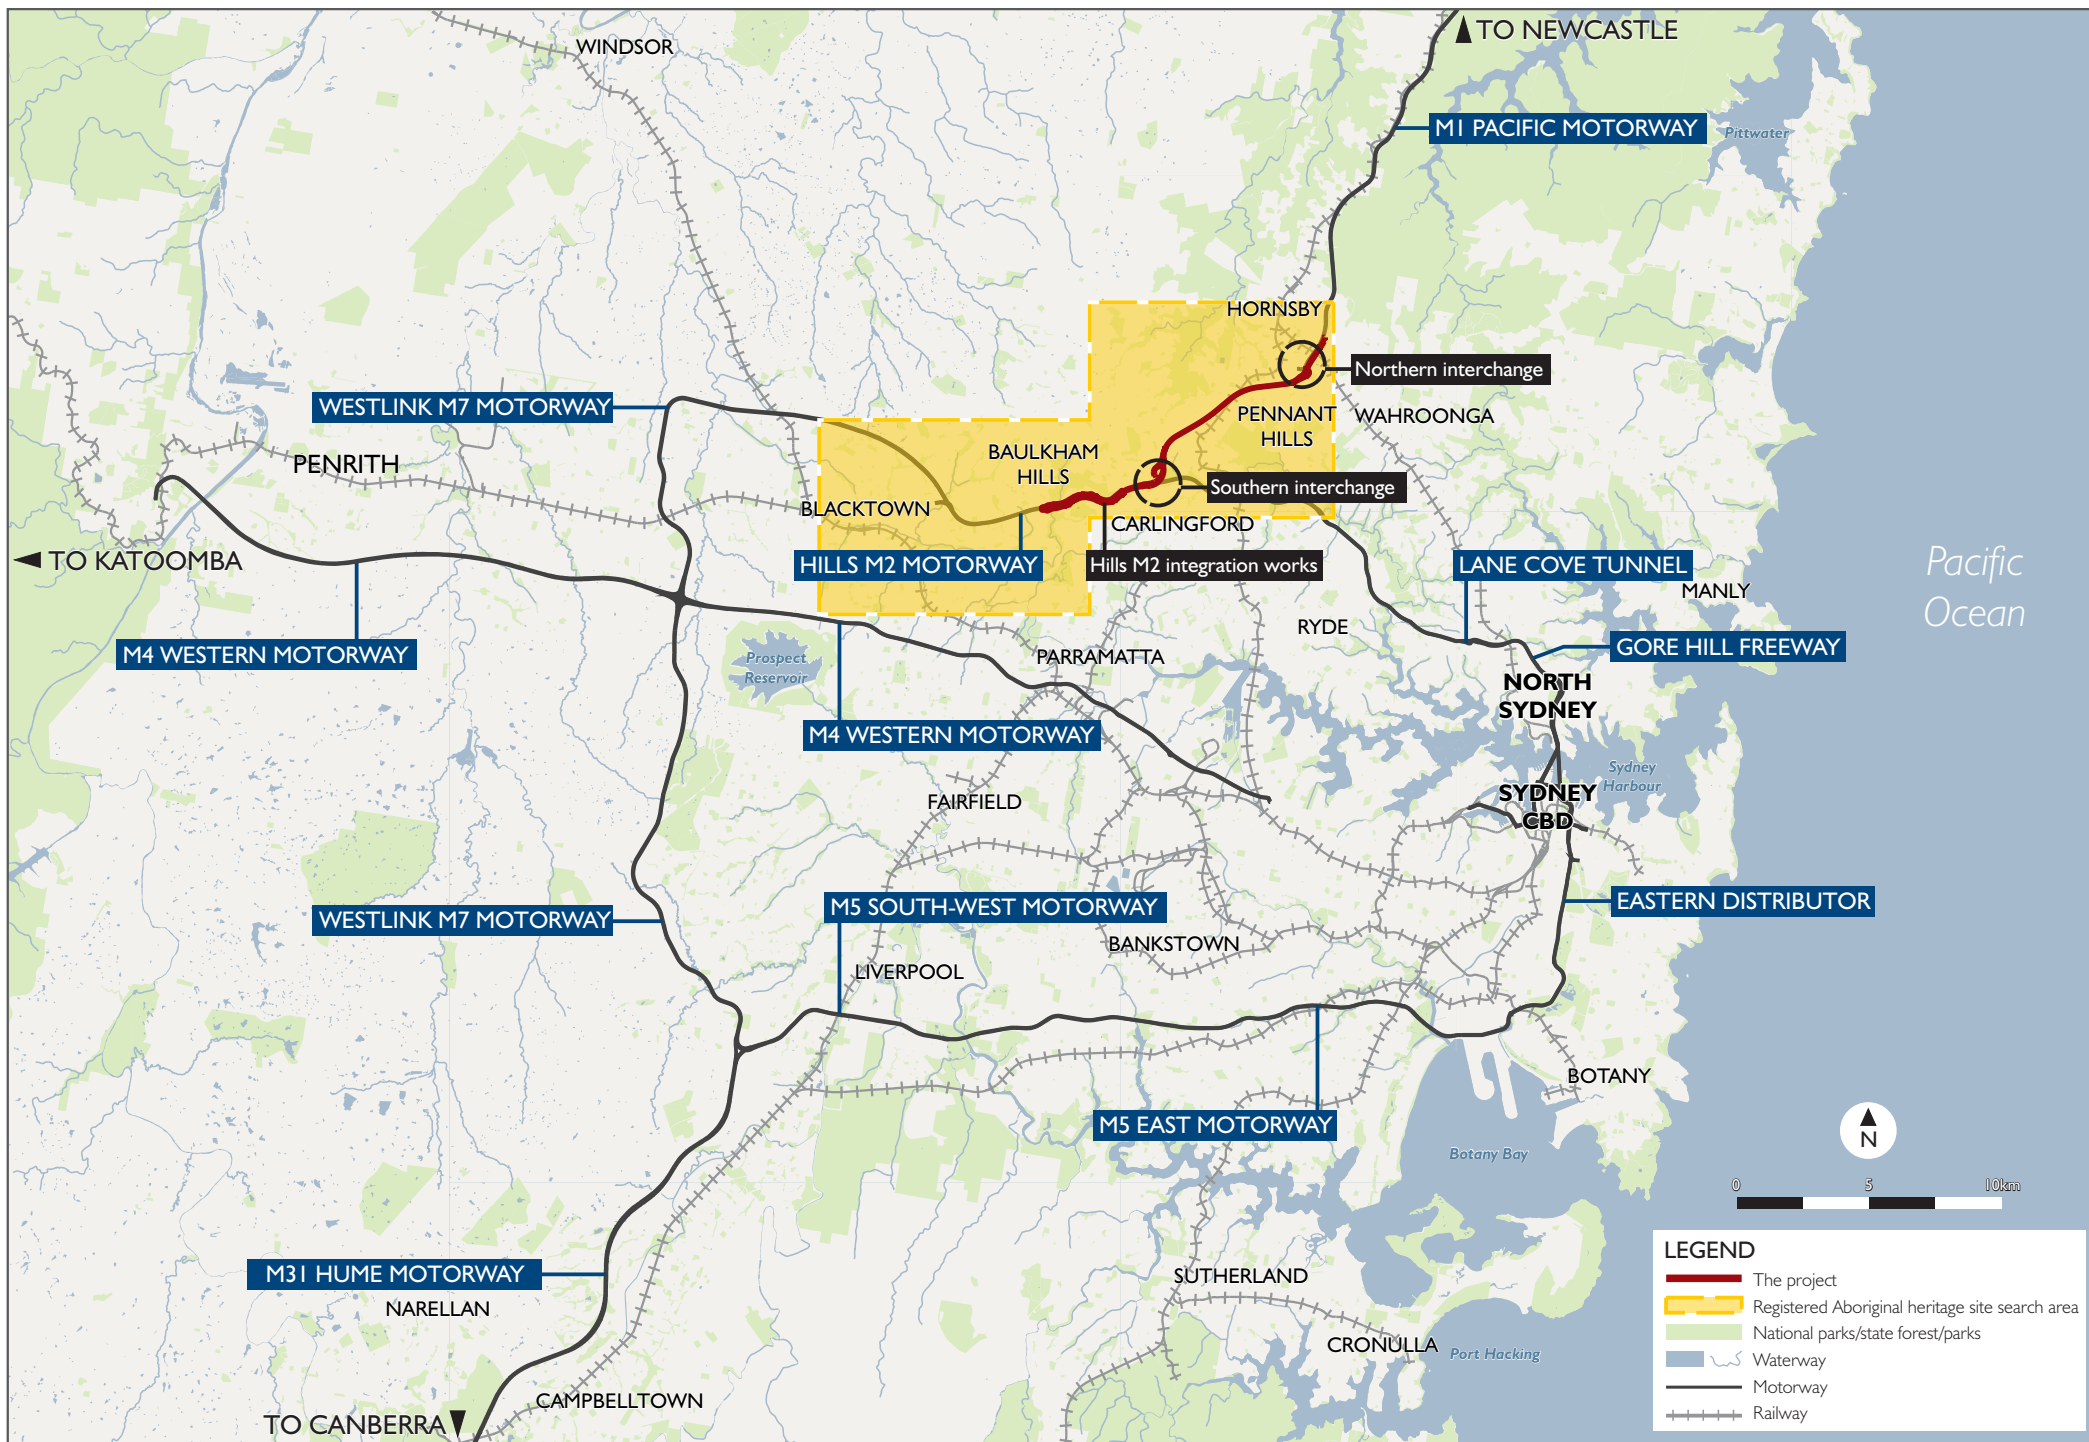 TO NEWCASTLE
WINDSOR
M1 PACIFIC MOTORWAY
Pittwater
HORNSBY
Northern interchange
WESTLINK M7 MOTORWAY
PENNANT
HILLS
WAHROONGA
BAULKHAM
HILLS
PENRITH
Southern interchange
BLACKTOWN
CARLINGFORD
TO KATOOMBA
HILLS M2 MOTORWAY
Hills M2 integration works
LANE COVE TUNNEL
Pacific
Ocean
MANLY
RYDE
M4 WESTERN MOTORWAY
Prospect
Reservoir
PARRAMATTA
GORE HILL FREEWAY
NORTH
SYDNEY
M4 WESTERN MOTORWAY
Sydney
Harbour
SYDNEY
CBD
FAIRFIELD
WESTLINK M7 MOTORWAY
M5 SOUTH-WEST MOTORWAY
EASTERN DISTRIBUTOR
BANKSTOWN
LIVERPOOL
BOTANY
M5 EAST MOTORWAY
N
Botany Bay
0 5 10km
M31 HUME MOTORWAY
NARELLAN
SUTHERLAND
CRONULLA
Port Hacking
CAMPBELLTOWN
TO CANBERRA
LEGEND
The project
Registered Aboriginal heritage site search area
National parks/state forest/parks
Waterway
Motorway
Railway